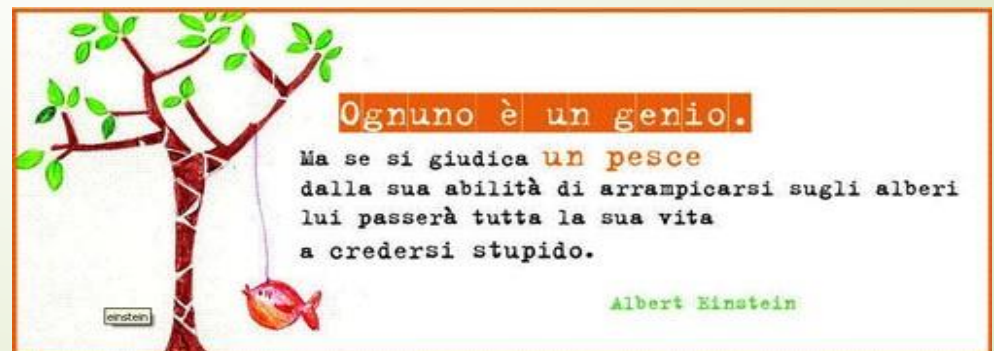 Ognuno è un genio.
Ma se si giudica un pesce
dalla sua abilità di arrampicarsi sugli alberi
lui passerà tutta la sua vita
a credersi stupido.
Albert Einstein
einstein